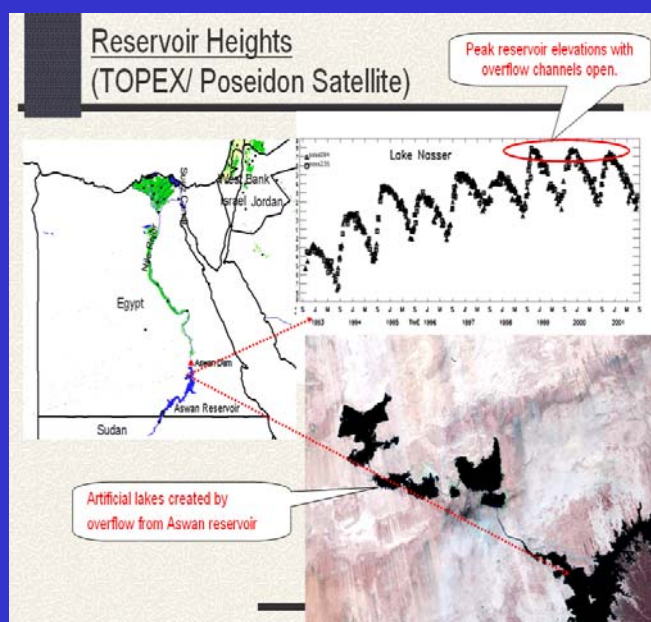 Reservoir Heights
(TOPEX/ Poseidon Satellite)
Peak reservoir elevations with
overflow channels open.
Lake Nasser
West Bank
Israel Jordan
Suez Canal
Nile River
Egypt
Aswan Dam
Aswan Reservoir
Sudan
S J M M S J M M S J M M S J M M S J M M S J M M S J M M S J M M S J M M S
1993 1994 1995 1996 1997 1998 1999 2000 2001
Artificial lakes created by
overflow from Aswan reservoir